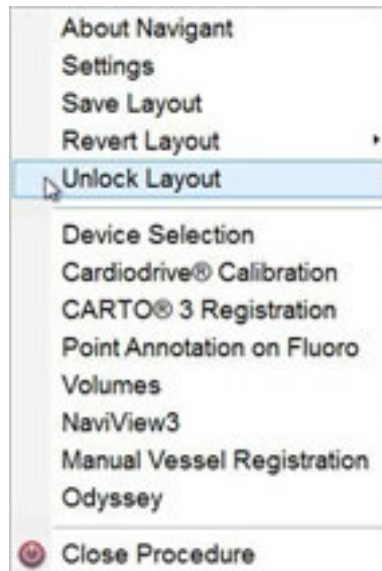 About Navigant
Settings
Save Layout
Revert Layout
Unlock Layout
Device Selection
Cardiodrive® Calibration
CARTO® 3 Registration
Point Annotation on Fluoro
Volumes
NaviView3
Manual Vessel Registration
Odyssey
Close Procedure